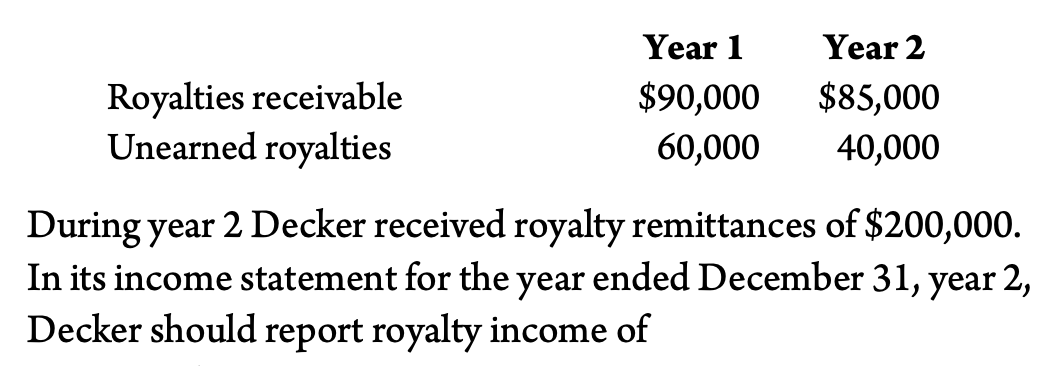 Year 1 Year 2
Royalties receivable $90,000 $85,000
Unearned royalties 60,000 40,000
During year 2 Decker received royalty remittances of $200,000.
In its income statement for the year ended December 31, year 2,
Decker should report royalty income of